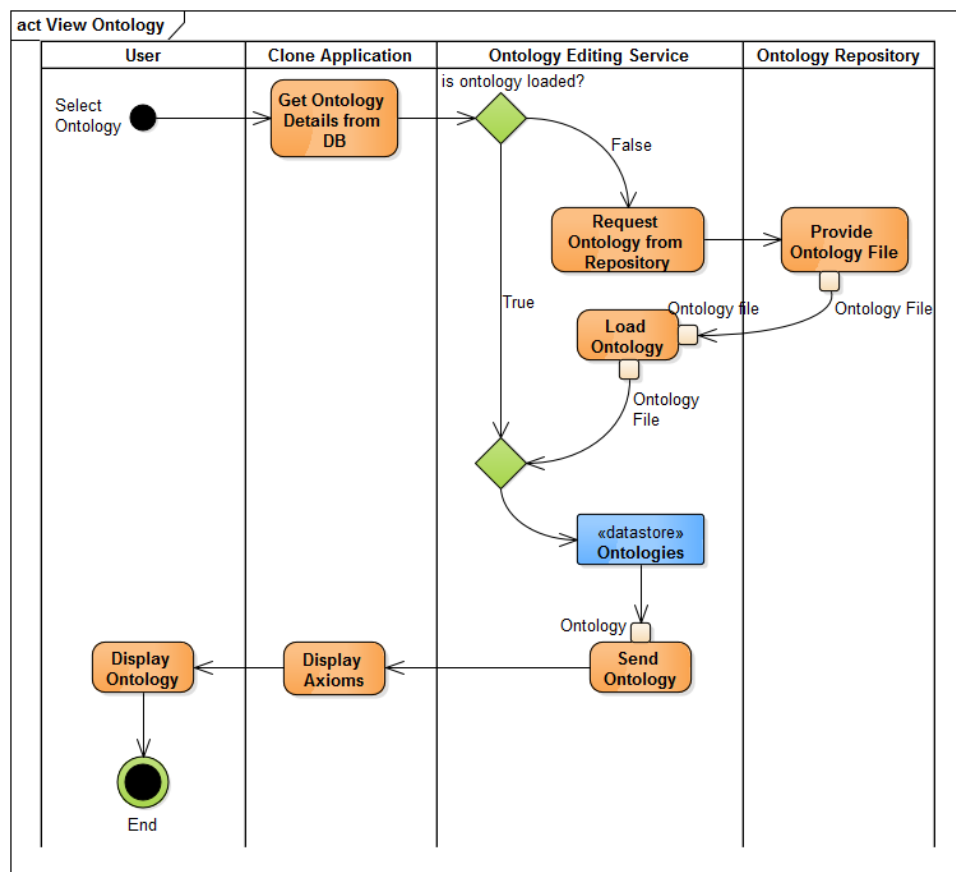 act View Ontology
User
Clone Application
Ontology Editing Service
Ontology Repository
is ontology loaded?
Select
Ontology
Get Ontology
Details from
DB
False
Request
Ontology from
Repository
Provide
Ontology File
True
Ontology file
Ontology File
Load
Ontology
Ontology
File
«datastore»
Ontologies
Ontology
Display
Ontology
Display
Axioms
Send
Ontology
End